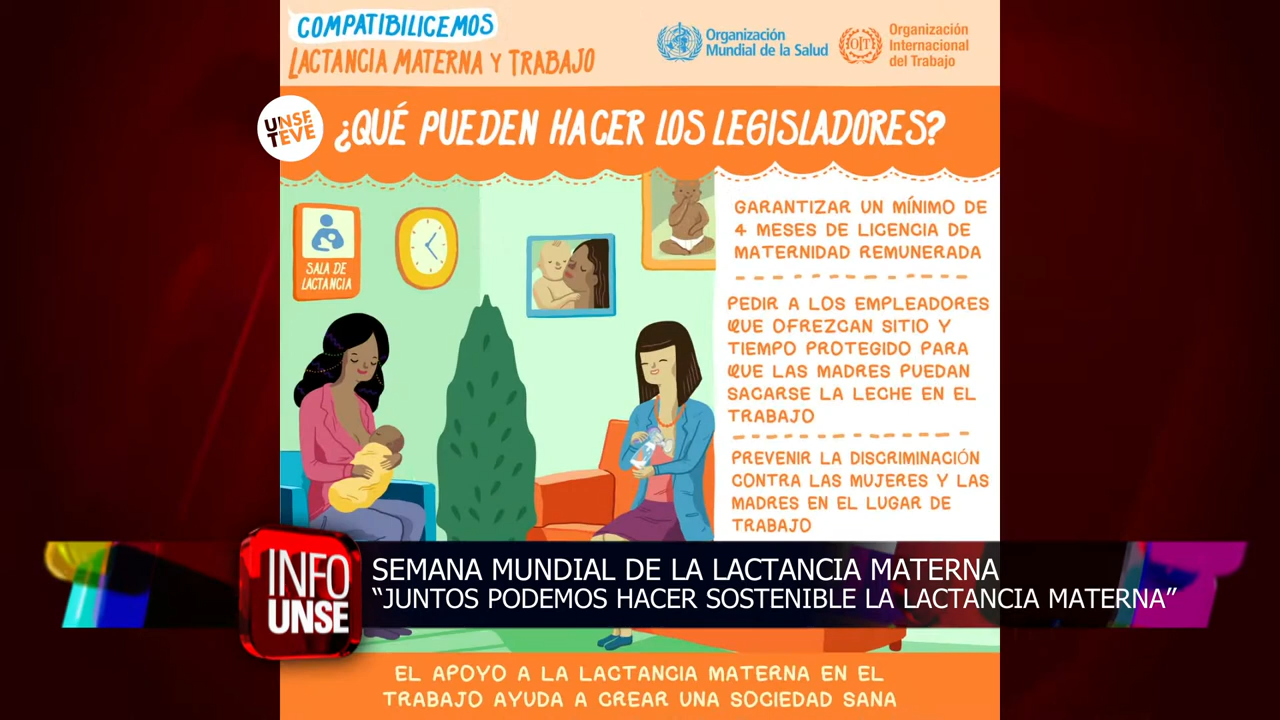 COMPATIBILICEMOS
LACTANCIA MATERNA Y TRABAJO
Organización
Mundial de la Salud
OIT
Organización
Internacional
del Trabajo
UNSE
TEVÉ
¿QUÉ PUEDEN HACER LOS LEGISLADORES?
SALA DE
LACTANCIA
GARANTIZAR UN MÍNIMO DE
4 MESES DE LICENCIA DE
MATERNIDAD REMUNERADA
PEDIR A LOS EMPLEADORES
QUE OFREZCAN SITIO Y
TIEMPO PROTEGIDO PARA
QUE LAS MADRES PUEDAN
SACARSE LA LECHE EN EL
TRABAJO
PREVENIR LA DISCRIMINACIÓN
CONTRA LAS MUJERES Y LAS
MADRES EN EL LUGAR DE
TRABAJO
INFO
UNSE
SEMANA MUNDIAL DE LA LACTANCIA MATERNA
“JUNTOS PODEMOS HACER SOSTENIBLE LA LACTANCIA MATERNA”
EL APOYO A LA LACTANCIA MATERNA EN EL
TRABAJO AYUDA A CREAR UNA SOCIEDAD SANA